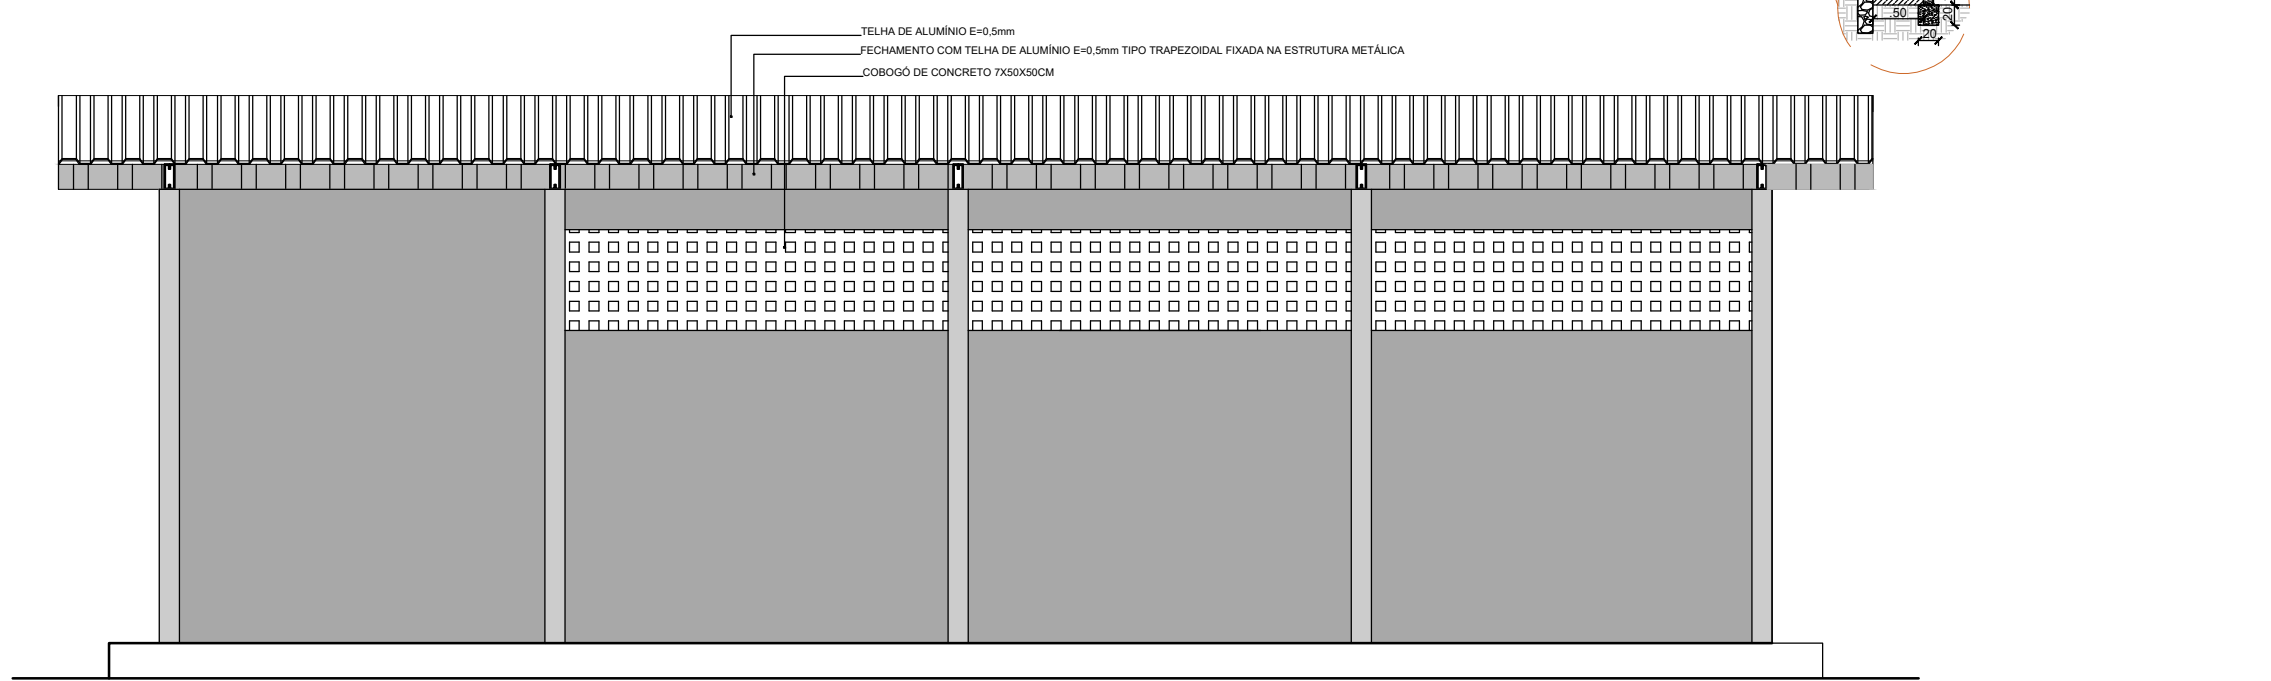 TELHA DE ALUMÍNIO E=0,5mm
FECHAMENTO COM TELHA DE ALUMÍNIO E=0,5mm TIPO TRAPEZOIDAL FIXADA NA ESTRUTURA METÁLICA
COBOGÓ DE CONCRETO 7X50X50CM
.50
.20
.20